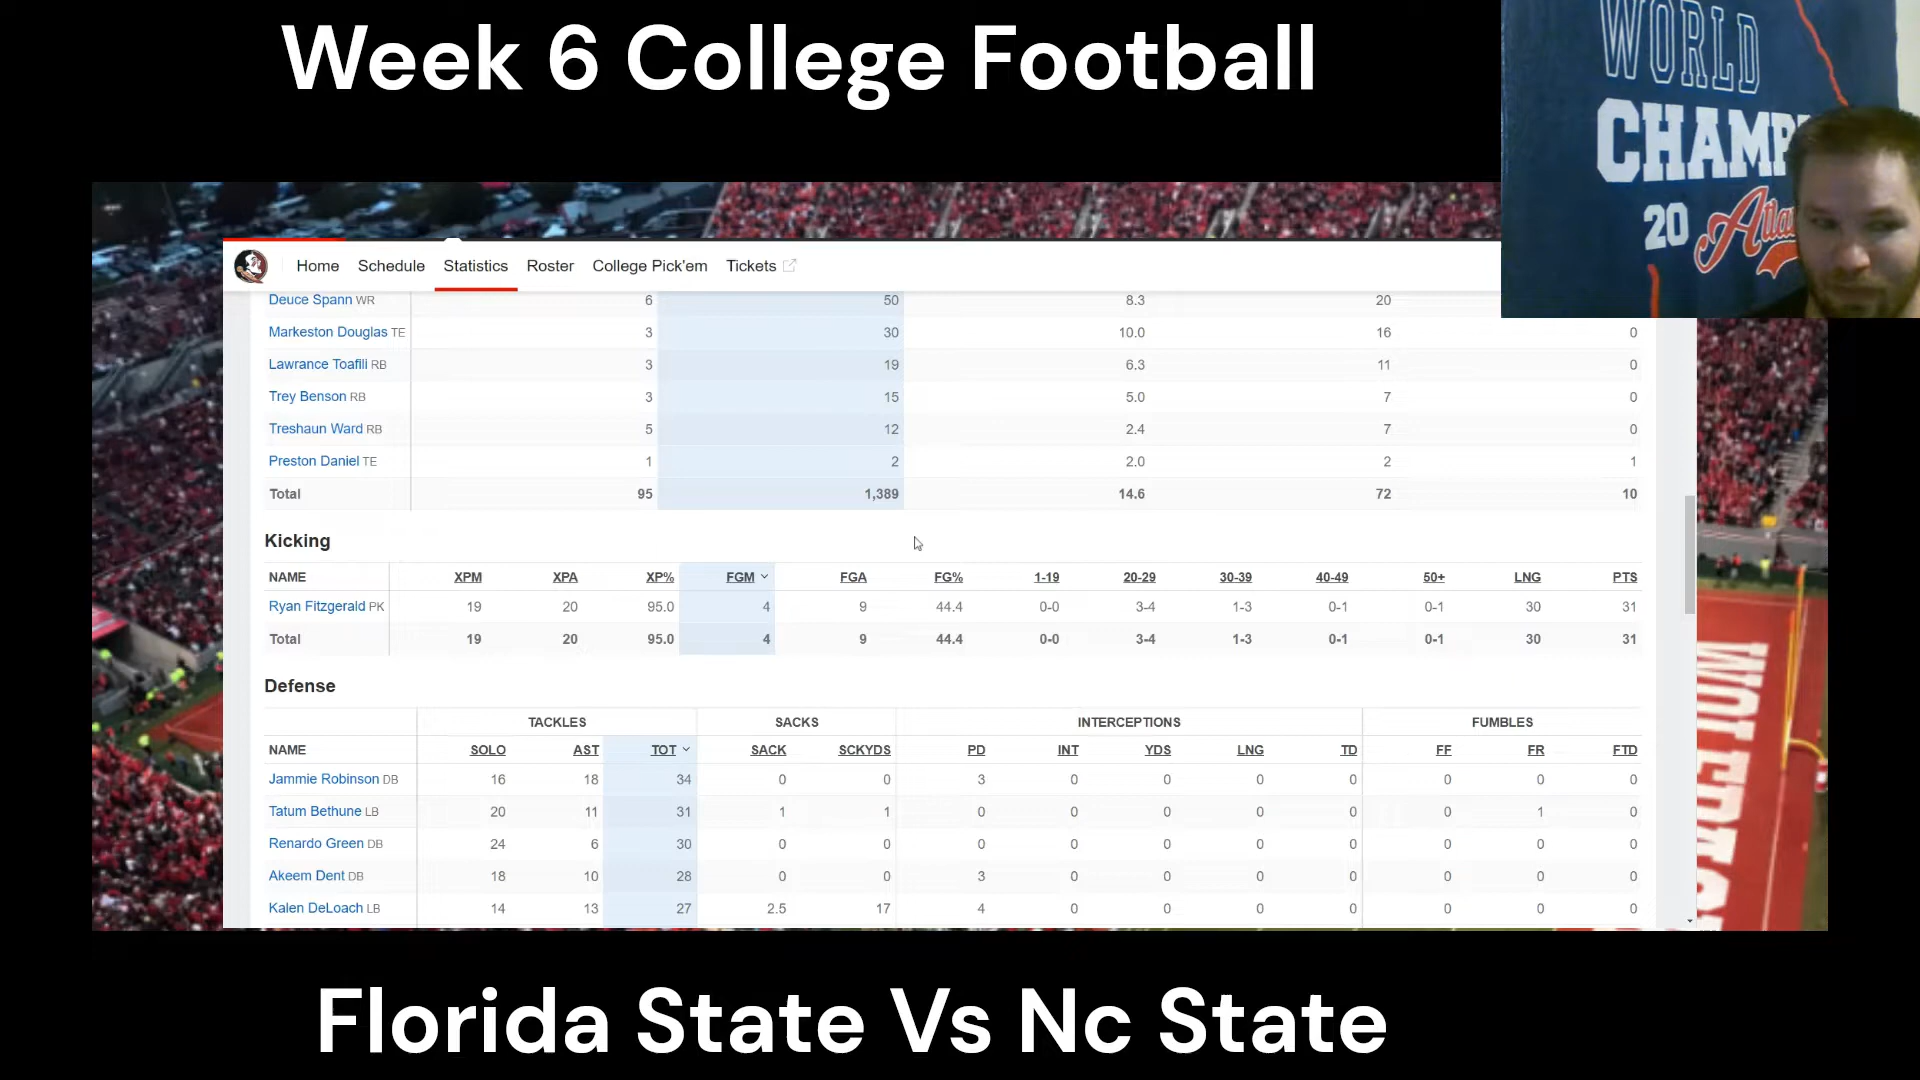 Week 6 College Football
WORLD
CHAMP
20
Home Schedule Statistics Roster College Pick'em Tickets
Deuce Spann WR 6 50 8.3 20
Markeston Douglas TE 3 30 10.0 16 0
Lawrance Toafili RB 3 19 6.3 11 0
Trey Benson RB 3 15 5.0 7 0
Treshaun Ward RB 5 12 2.4 7 0
Preston Daniel TE 1 2 2.0 2 1
Total 95 1,389 14.6 72 10
Kicking
NAME XPM XPA XP% FGM FGA FG% 1-19 20-29 30-39 40-49 50+ LNG PTS
Ryan Fitzgerald PK 19 20 95.0 4 9 44.4 0-0 3-4 1-3 0-1 0-1 30 31
Total 19 20 95.0 4 9 44.4 0-0 3-4 1-3 0-1 0-1 30 31
Defense
TACKLES SACKS INTERCEPTIONS FUMBLES
NAME SOLO AST TOT SACK SCKYDS PD INT YDS LNG TD FF FR FTD
Jammie Robinson DB 16 18 34 0 0 3 0 0 0 0 0 0 0
Tatum Bethune LB 20 11 31 1 1 0 0 0 0 0 0 1 0
Renardo Green DB 24 6 30 0 0 0 0 0 0 0 0 0 0
Akeem Dent DB 18 10 28 0 0 3 0 0 0 0 0 0 0
Kalen DeLoach LB 14 13 27 2.5 17 4 0 0 0 0 0 0 0
Florida State Vs Nc State